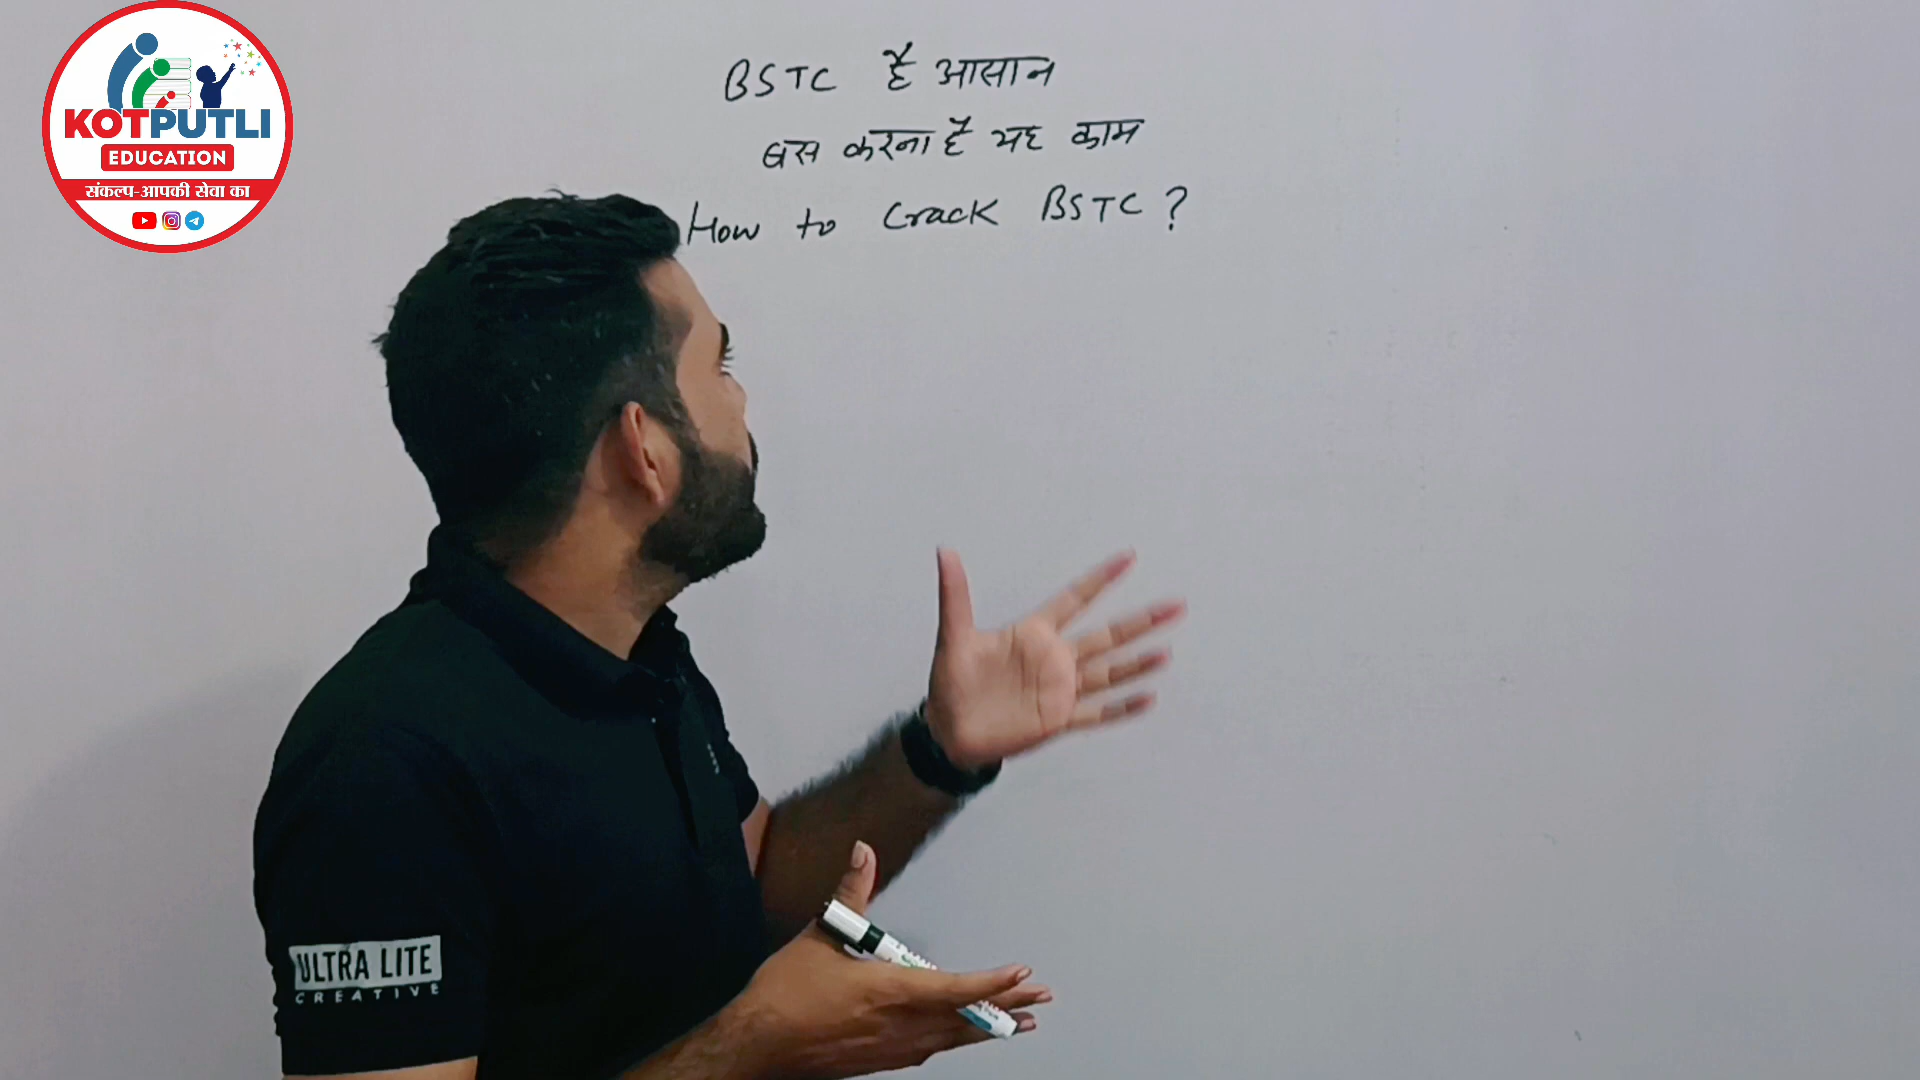 KOTPUTLI
EDUCATION
संकल्प-आपकी सेवा का
BSTC है आसान
बस करना है यह काम
How to Crack BSTC ?
ULTRA LITE
CREATIVE